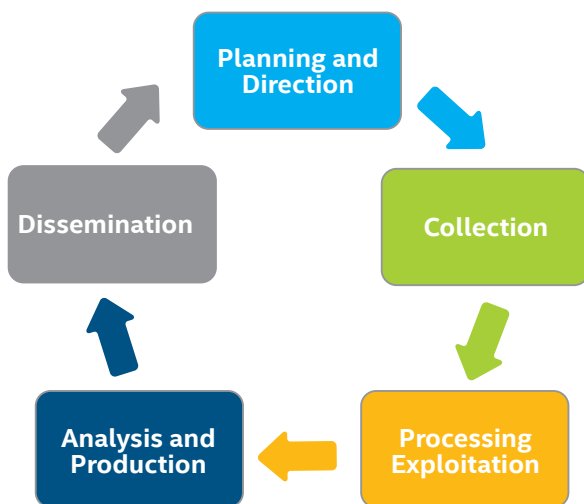 Planning and
Direction
Collection
Processing
Exploitation
Analysis and
Production
Dissemination